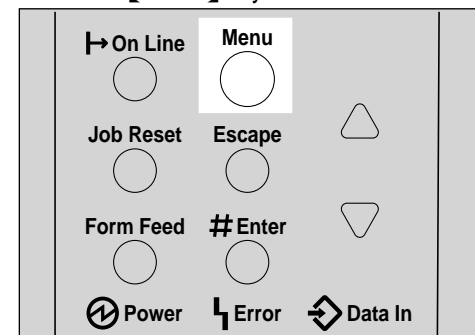 On Line Menu
Job Reset Escape
Form Feed # Enter
Power Error Data In